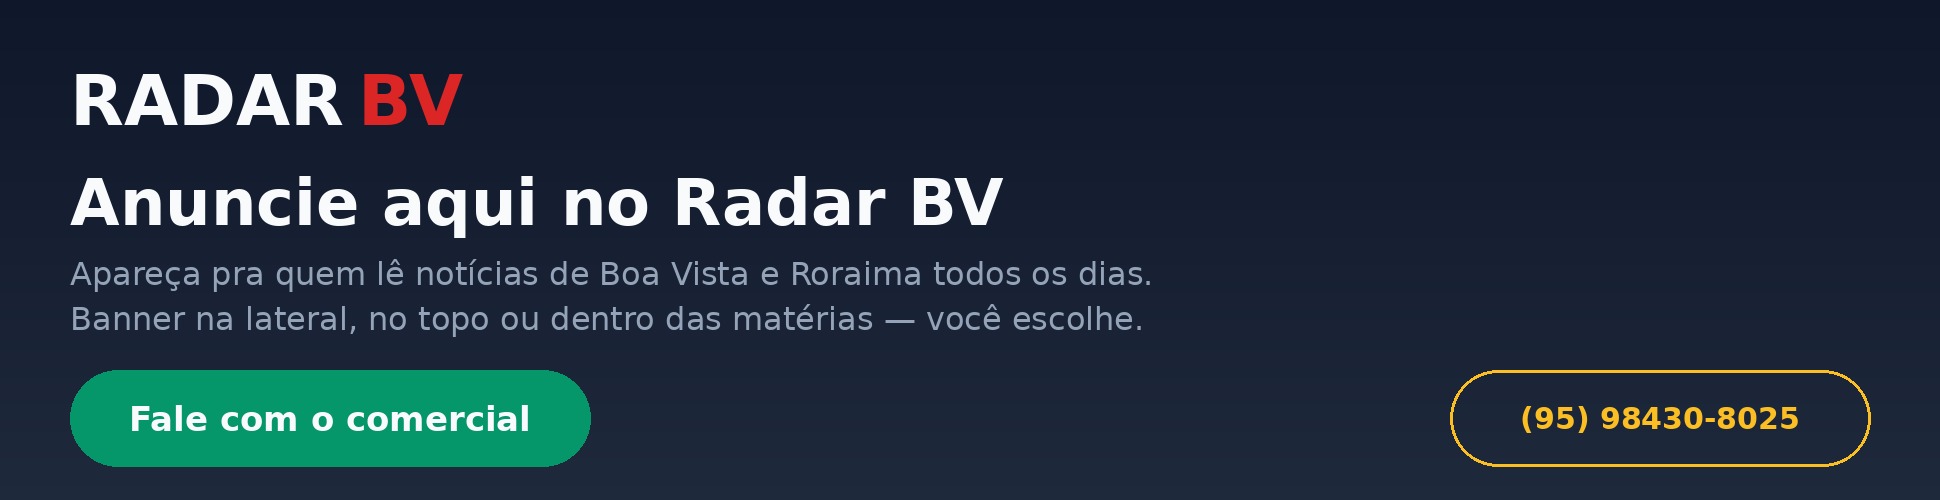 RADAR BV
Anuncie aqui no Radar BV
Apareça pra quem lê notícias de Boa Vista e Roraima todos os dias.
Banner na lateral, no topo ou dentro das matérias — você escolhe.
Fale com o comercial
(95) 98430-8025